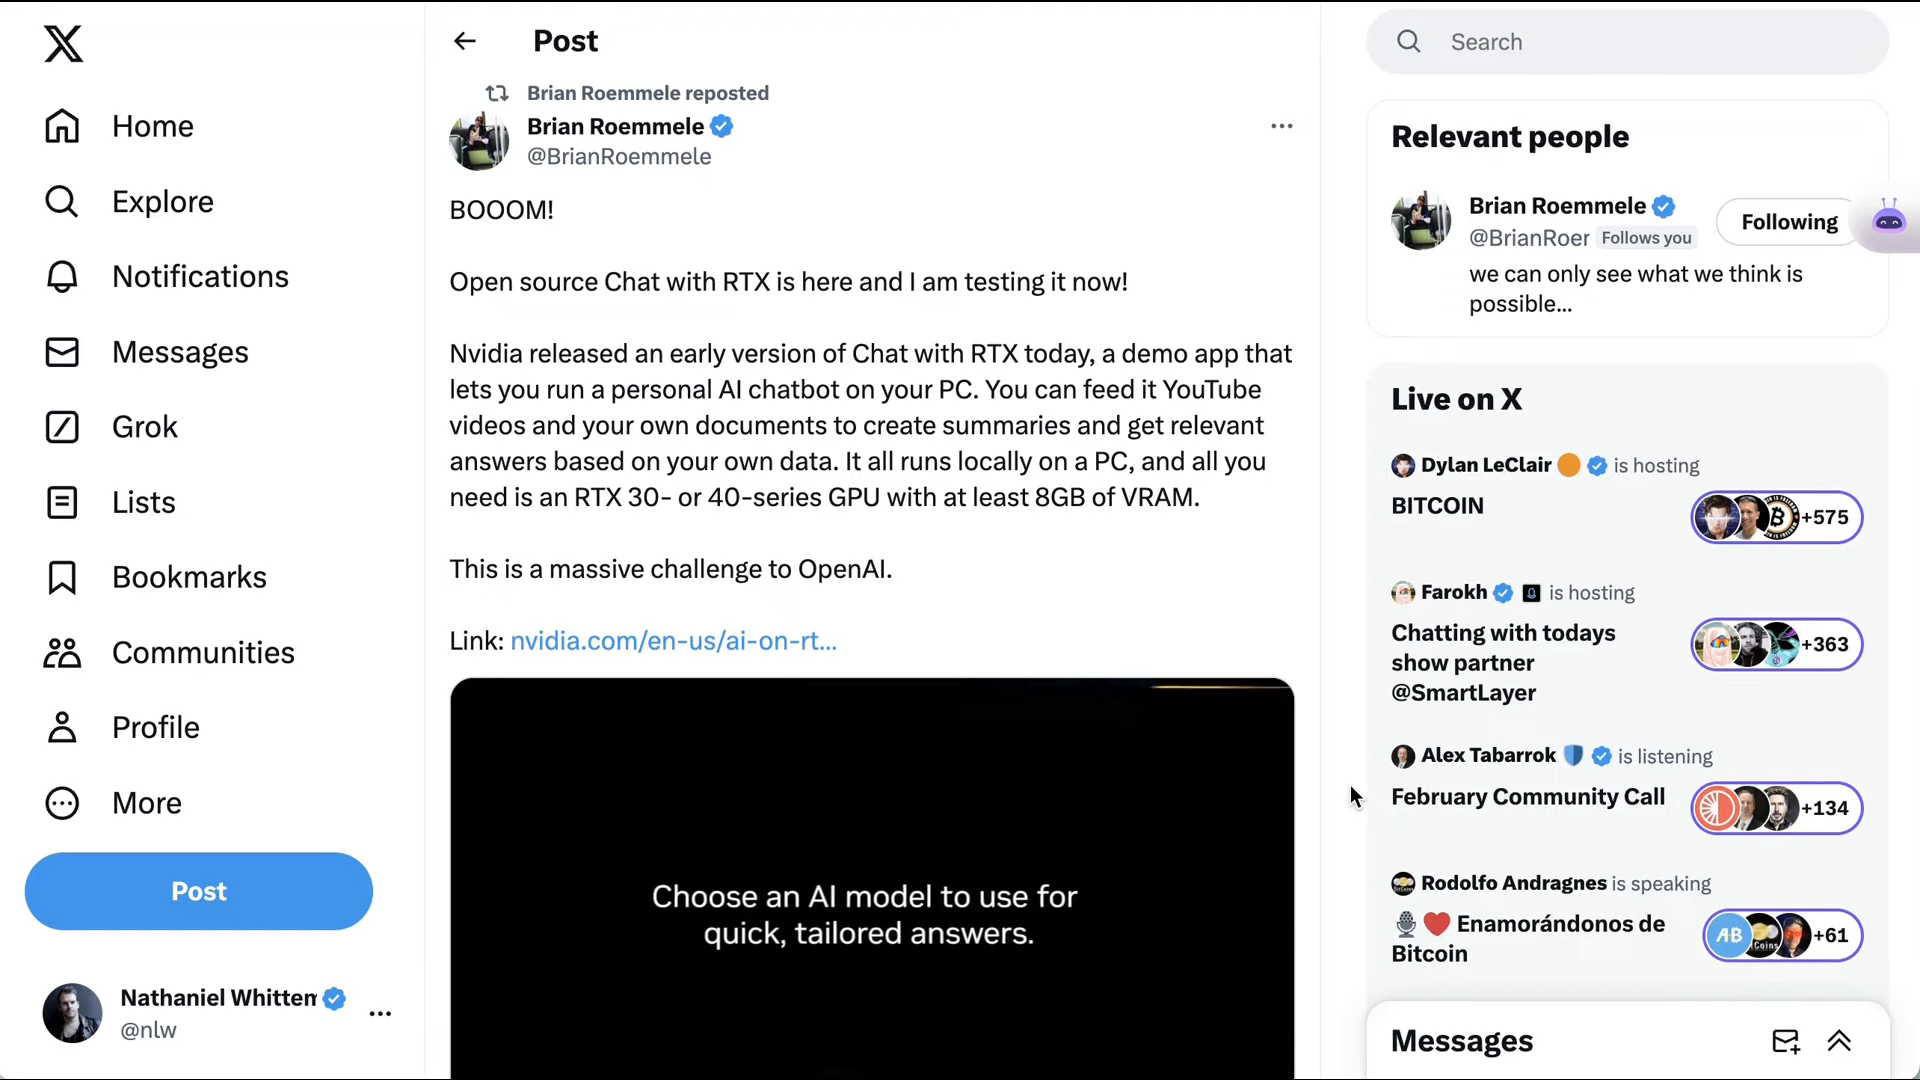 Home
Explore
Notifications
Messages
Grok
Lists
Bookmarks
Communities
Profile
More
Post
Nathaniel Whittem
@nlw
Post
Brian Roemmele reposted
Brian Roemmele
@BrianRoemmele
BOOOM!
Open source Chat with RTX is here and I am testing it now!
Nvidia released an early version of Chat with RTX today, a demo app that
lets you run a personal AI chatbot on your PC. You can feed it YouTube
videos and your own documents to create summaries and get relevant
answers based on your own data. It all runs locally on a PC, and all you
need is an RTX 30- or 40-series GPU with at least 8GB of VRAM.
This is a massive challenge to OpenAI.
Link: nvidia.com/en-us/ai-on-rt...
Choose an AI model to use for
quick, tailored answers.
Search
Relevant people
Brian Roemmele
@BrianRoer Follows you
Following
we can only see what we think is
possible...
Live on X
Dylan LeClair is hosting
BITCOIN
+575
Farokh is hosting
Chatting with todays
show partner
@SmartLayer
+363
Alex Tabarrok is listening
February Community Call
+134
Rodolfo Andragnes is speaking
🎙️❤️ Enamorándonos de
Bitcoin
AB
+61
Messages